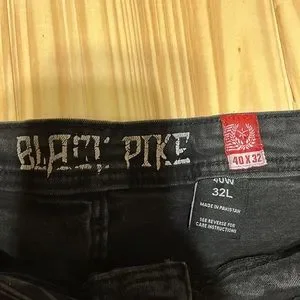 BLACK PIKE
40 X 32
40W
32L
MADE IN PAKISTAN
SEE REVERSE FOR
CARE INSTRUCTIONS